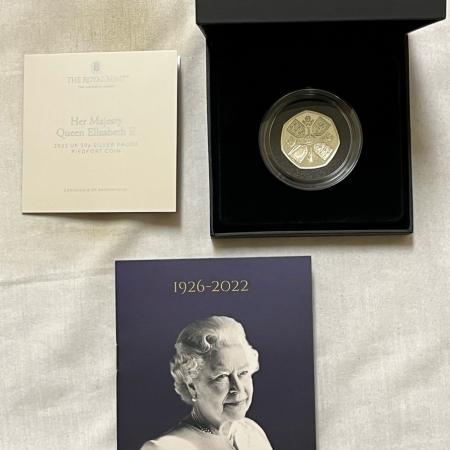 THE ROYAL MINT
Her Majesty
Queen Elizabeth II
2022 UK 50p SILVER PROOF
PIEDFORT COIN
CERTIFICATE OF AUTHENTICITY
1926-2022